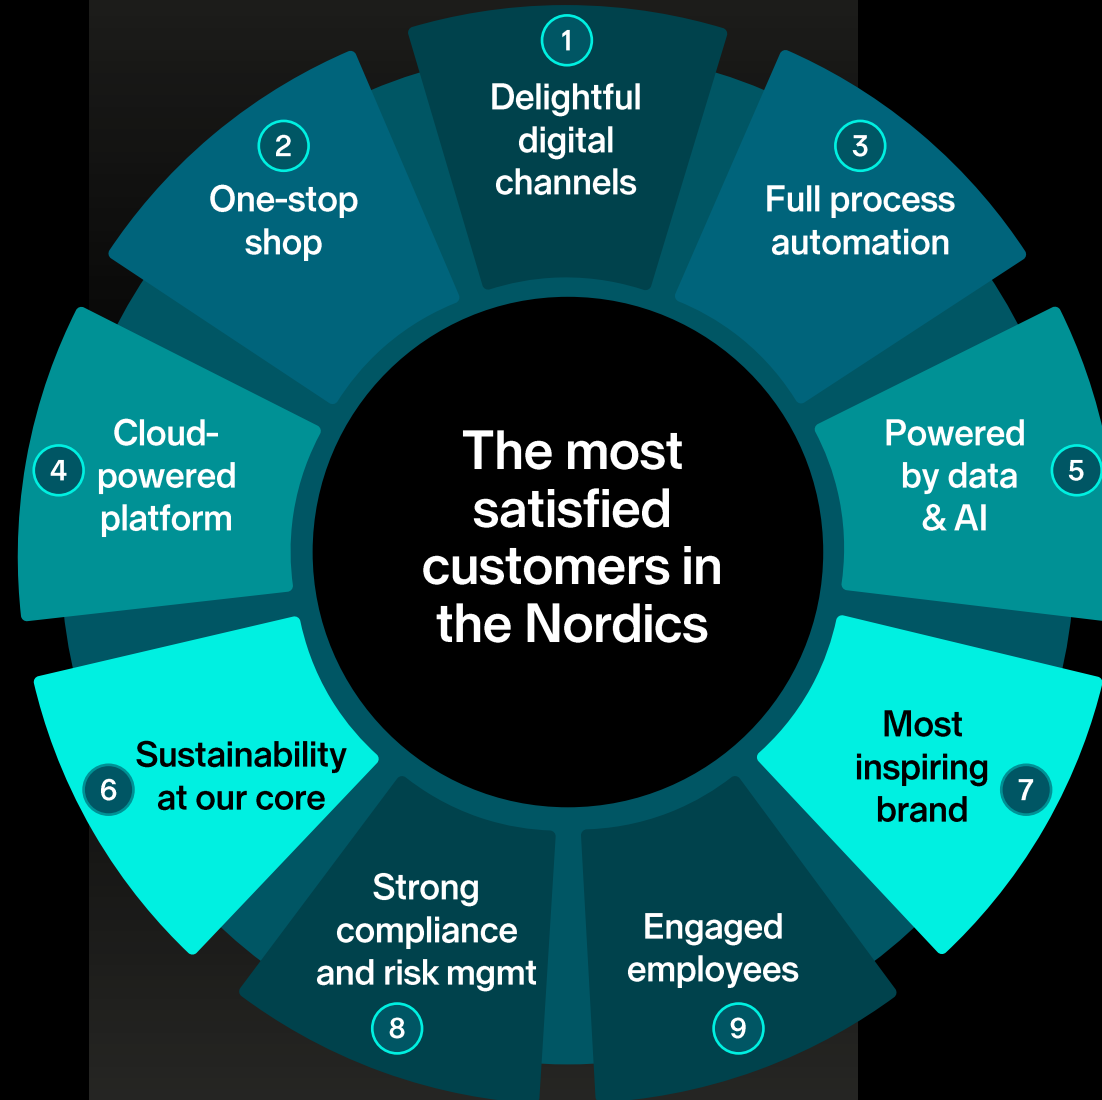 1
Delightful
digital
channels
2
One-stop
shop
3
Full process
automation
4
Cloud-
powered
platform
5
Powered
by data
& AI
The most
satisfied
customers in
the Nordics
6
Sustainability
at our core
7
Most
inspiring
brand
8
Strong
compliance
and risk mgmt
9
Engaged
employees